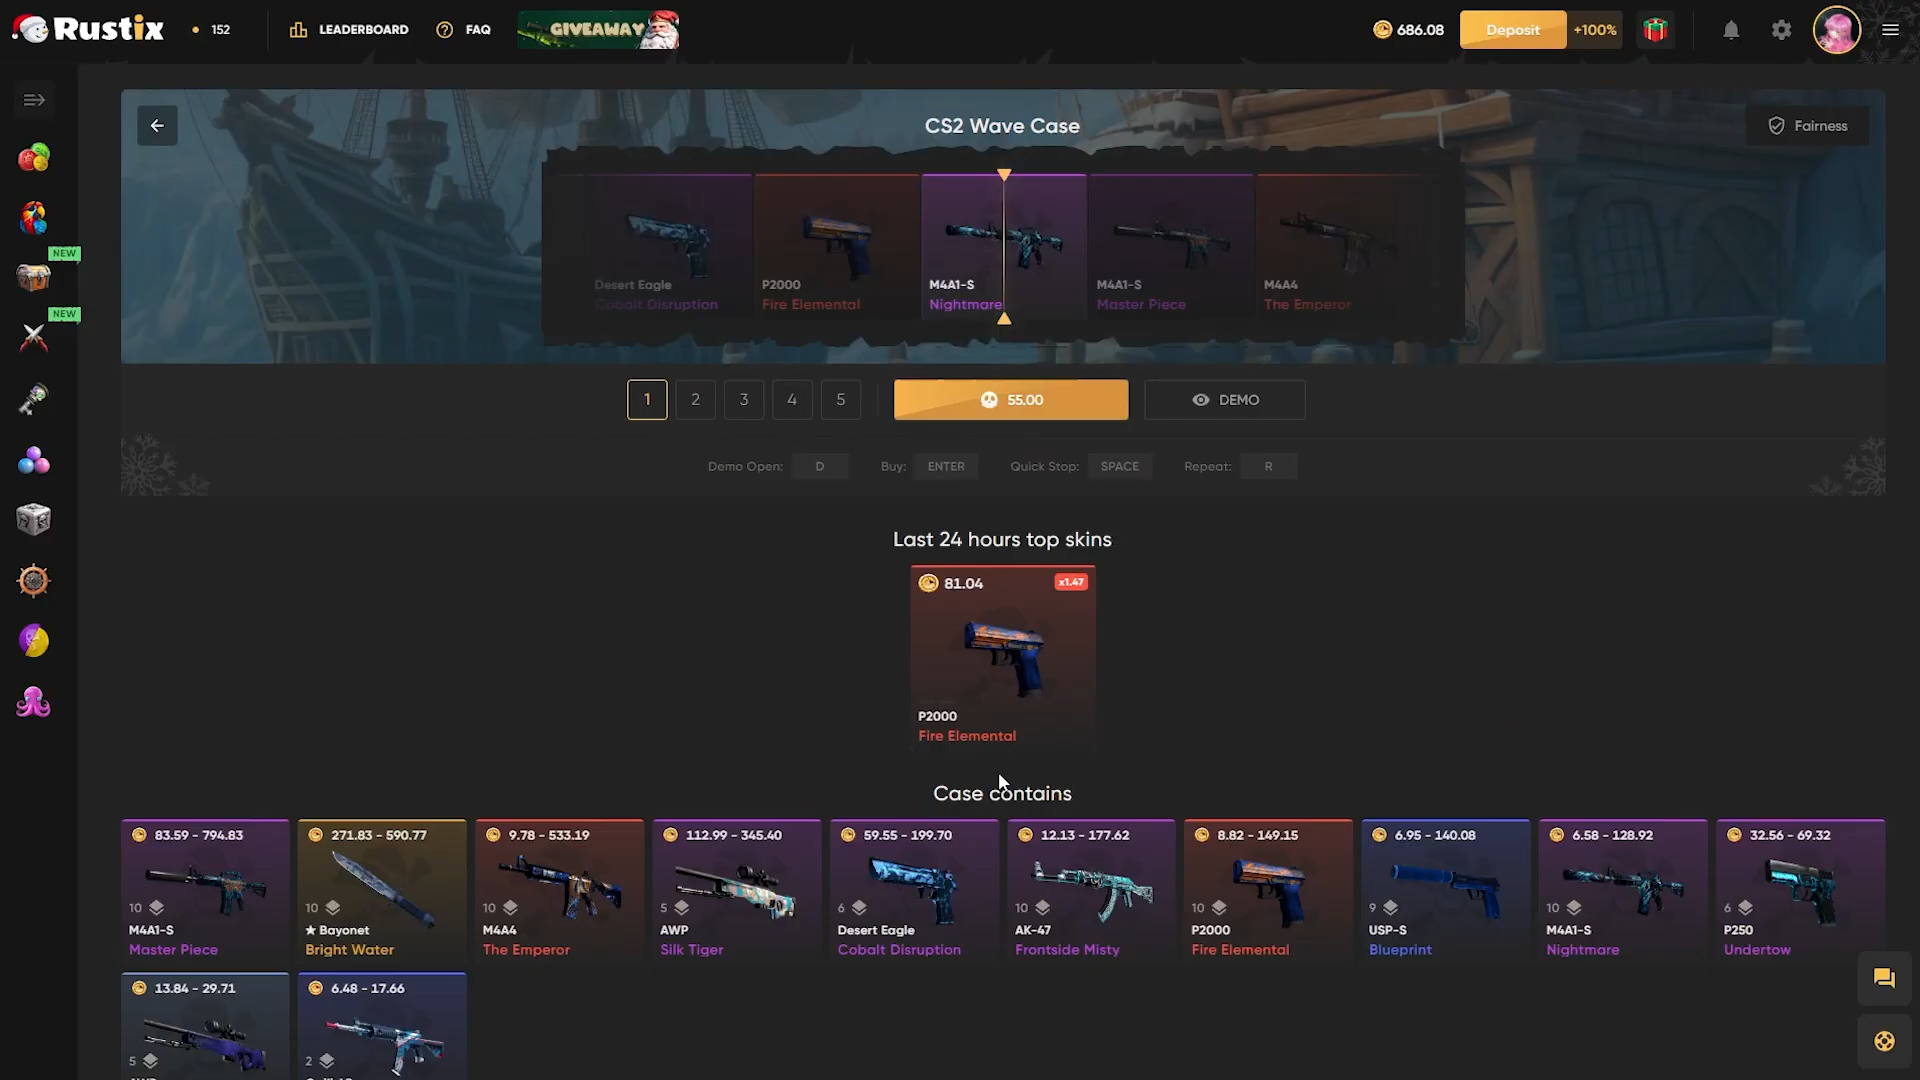 Rustix
152
LEADERBOARD
FAQ
GIVEAWAY
686.08
Deposit
+100%
NEW
NEW
CS2 Wave Case
Fairness
Desert Eagle
Cobalt Disruption
P2000
Fire Elemental
M4A1-S
Nightmare
M4A1-S
Master Piece
M4A4
The Emperor
1
2
3
4
5
55.00
DEMO
Demo Open: D
Buy: ENTER
Quick Stop: SPACE
Repeat: R
Last 24 hours top skins
81.04
x1.47
P2000
Fire Elemental
Case contains
83.59 - 794.83
10
M4A1-S
Master Piece
271.83 - 590.77
10
★ Bayonet
Bright Water
9.78 - 533.19
10
M4A4
The Emperor
112.99 - 345.40
5
AWP
Silk Tiger
59.55 - 199.70
6
Desert Eagle
Cobalt Disruption
12.13 - 177.62
10
AK-47
Frontside Misty
8.82 - 149.15
10
P2000
Fire Elemental
6.95 - 140.08
9
USP-S
Blueprint
6.58 - 128.92
10
M4A1-S
Nightmare
32.56 - 69.32
6
P250
Undertow
13.84 - 29.71
5
6.48 - 17.66
2